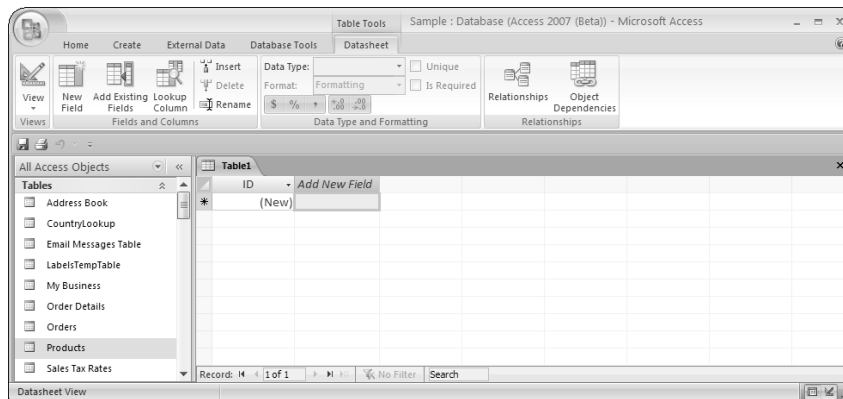 Table Tools Sample : Database (Access 2007 (Beta)) - Microsoft Access
Home Create External Data Database Tools Datasheet
View
Views
New Field
Add Existing Fields
Lookup Column
Insert
Delete
Rename
Fields and Columns
Data Type:
Format: Formatting
$ % ,
Unique
Is Required
Data Type and Formatting
Relationships
Object Dependencies
Relationships
All Access Objects
Tables
Address Book
CountryLookup
Email Messages Table
LabelsTempTable
My Business
Order Details
Orders
Products
Sales Tax Rates
Table1
ID Add New Field
(New)
Record: 1 of 1 No Filter Search
Datasheet View